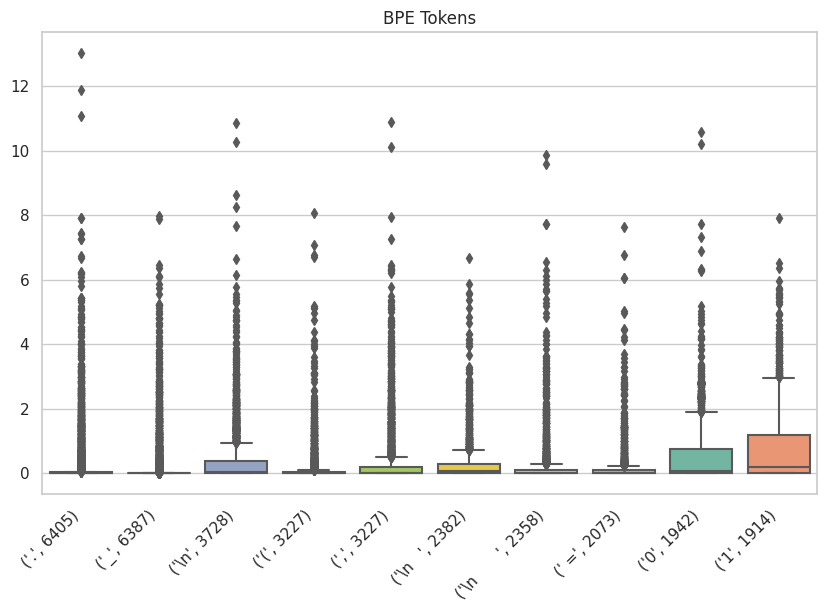 BPE Tokens
12
10
8
6
4
2
0
('.', 6405)
('_', 6387)
('\n', 3728)
('(', 3227)
(',', 3227)
('\n   ', 2382)
('\n       ', 2358)
(' =', 2073)
('0', 1942)
('1', 1914)